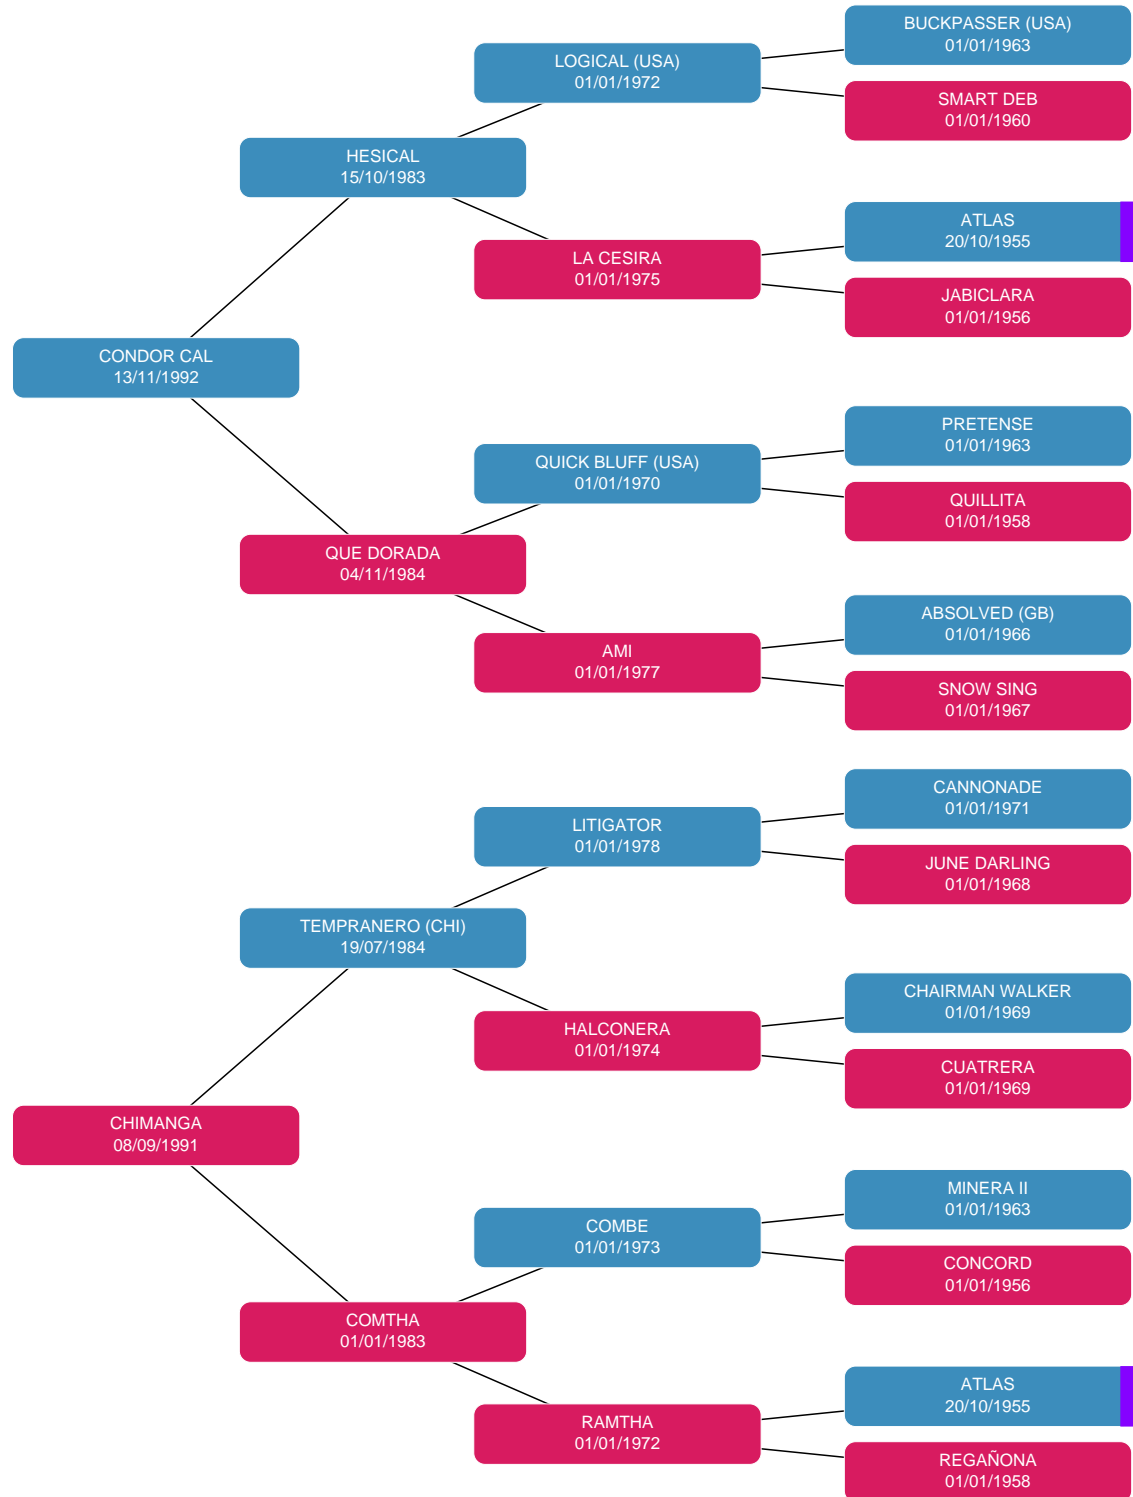 BUCKPASSER (USA)
01/01/1963
LOGICAL (USA)
01/01/1972
SMART DEB
01/01/1960
HESICAL
15/10/1983
ATLAS
20/10/1955
LA CESIRA
01/01/1975
JABICLARA
01/01/1956
CONDOR CAL
13/11/1992
PRETENSE
01/01/1963
QUICK BLUFF (USA)
01/01/1970
QUILLITA
01/01/1958
QUE DORADA
04/11/1984
ABSOLVED (GB)
01/01/1966
AMI
01/01/1977
SNOW SING
01/01/1967
CANNONADE
01/01/1971
LITIGATOR
01/01/1978
JUNE DARLING
01/01/1968
TEMPRANERO (CHI)
19/07/1984
CHAIRMAN WALKER
01/01/1969
HALCONERA
01/01/1974
CUATRERA
01/01/1969
CHIMANGA
08/09/1991
MINERA II
01/01/1963
COMBE
01/01/1973
CONCORD
01/01/1956
COMTHA
01/01/1983
ATLAS
20/10/1955
RAMTHA
01/01/1972
REGAÑONA
01/01/1958